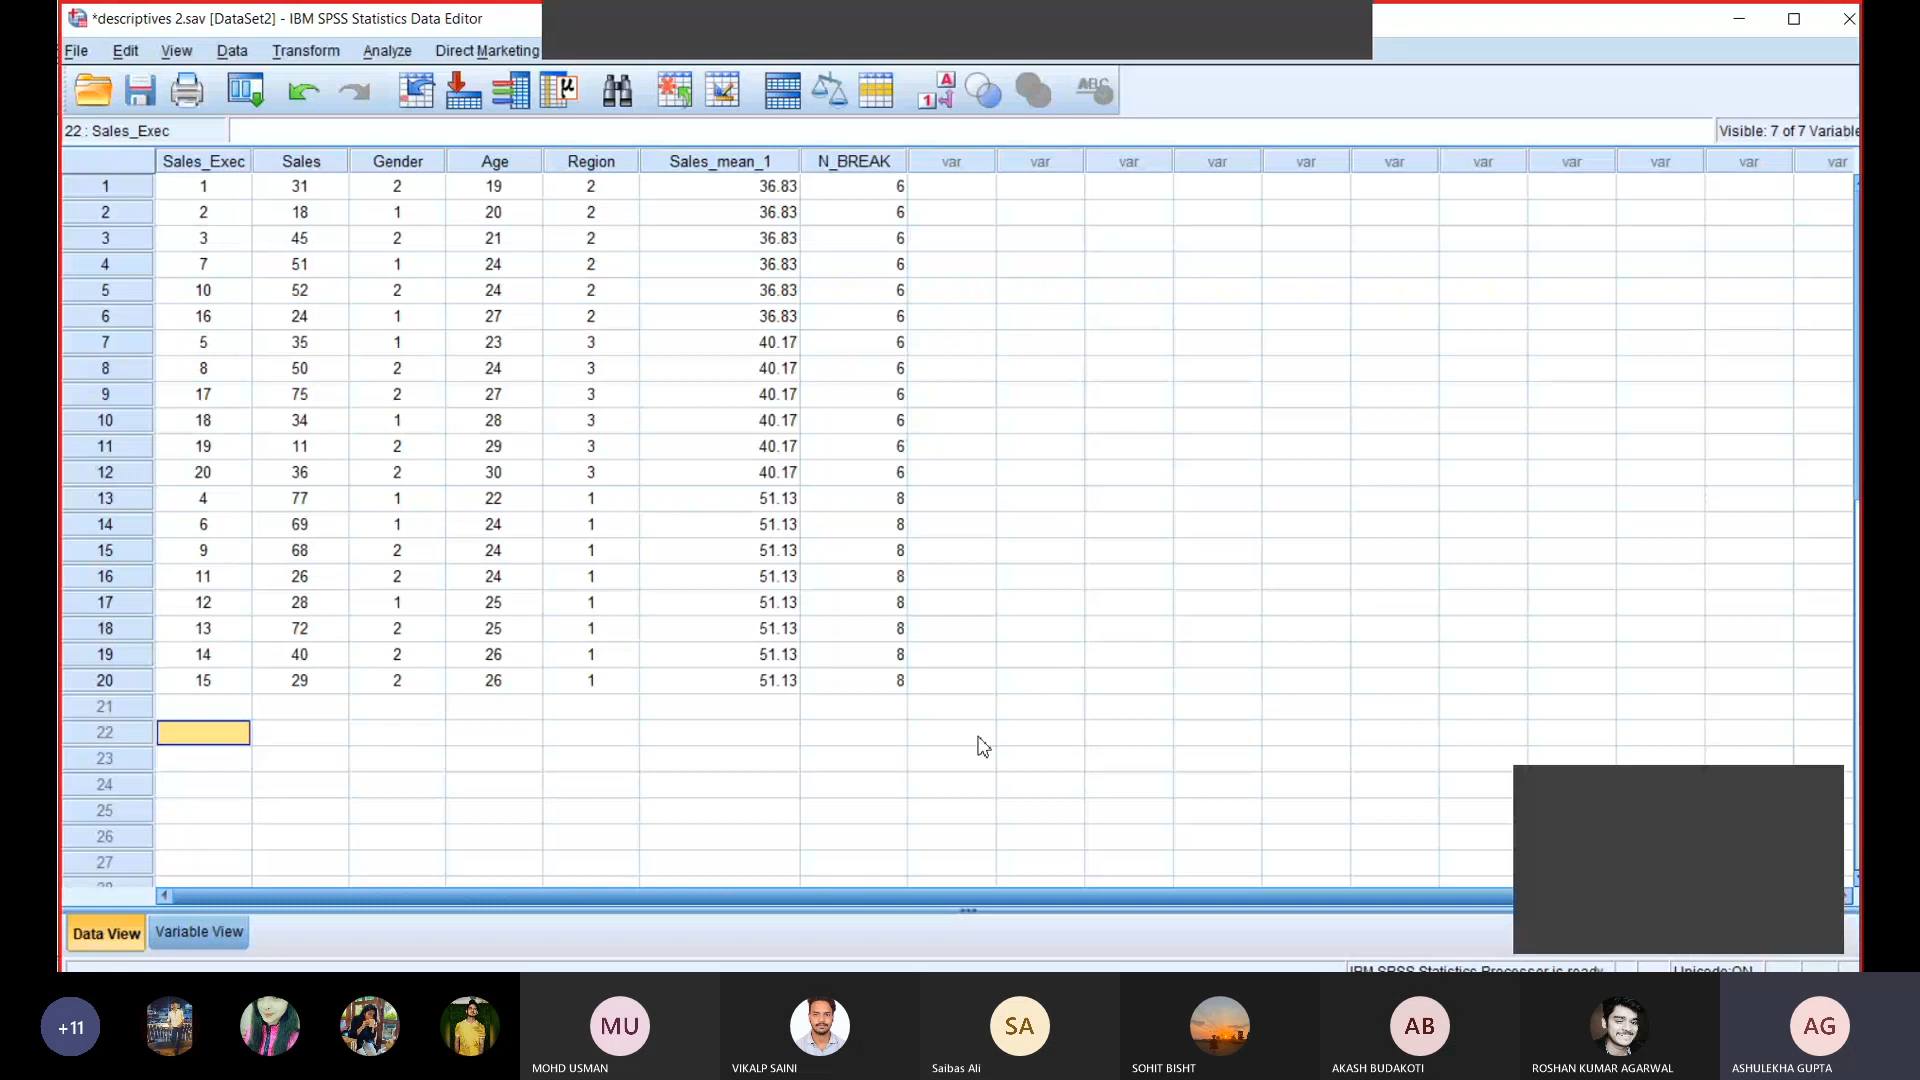 *descriptives 2.sav [DataSet2] - IBM SPSS Statistics Data Editor
File Edit View Data Transform Analyze Direct Marketing
22 : Sales_Exec
Visible: 7 of 7 Variable
Sales_Exec Sales Gender Age Region Sales_mean_1 N_BREAK var var var var var var var var var var var
1 1 31 2 19 2 36.83 6
2 2 18 1 20 2 36.83 6
3 3 45 2 21 2 36.83 6
4 7 51 1 24 2 36.83 6
5 10 52 2 24 2 36.83 6
6 16 24 1 27 2 36.83 6
7 5 35 1 23 3 40.17 6
8 8 50 2 24 3 40.17 6
9 17 75 2 27 3 40.17 6
10 18 34 1 28 3 40.17 6
11 19 11 2 29 3 40.17 6
12 20 36 2 30 3 40.17 6
13 4 77 1 22 1 51.13 8
14 6 69 1 24 1 51.13 8
15 9 68 2 24 1 51.13 8
16 11 26 2 24 1 51.13 8
17 12 28 1 25 1 51.13 8
18 13 72 2 25 1 51.13 8
19 14 40 2 26 1 51.13 8
20 15 29 2 26 1 51.13 8
21
22
23
24
25
26
27
28
Data View Variable View
IBM SPSS Statistics Processor is ready
Unicode:ON
+11
MU
SA
AB
AG
MOHD USMAN
VIKALP SAINI
Saibas Ali
SOHIT BISHT
AKASH BUDAKOTI
ROSHAN KUMAR AGARWAL
ASHULEKHA GUPTA